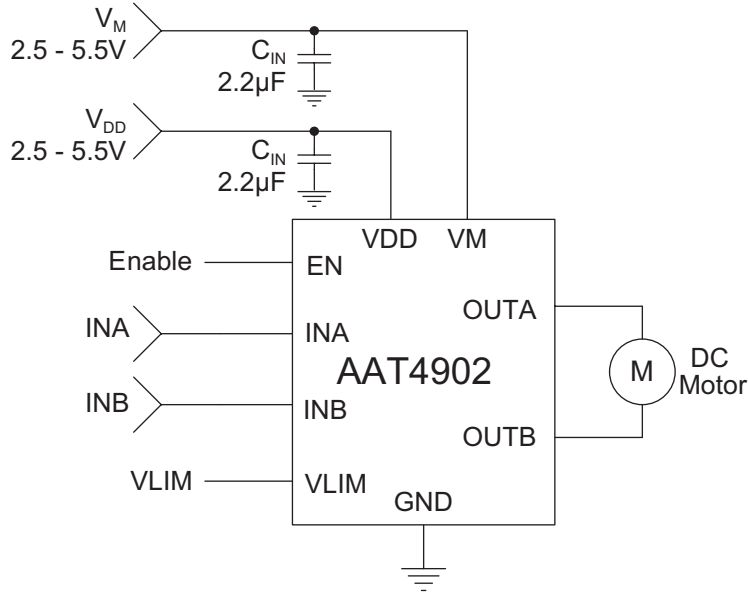 VM
2.5 - 5.5V
CIN
2.2µF
VDD
2.5 - 5.5V
CIN
2.2µF
VDD
VM
Enable
EN
OUTA
INA
INA
AAT4902
M
DC
Motor
INB
INB
OUTB
VLIM
VLIM
GND